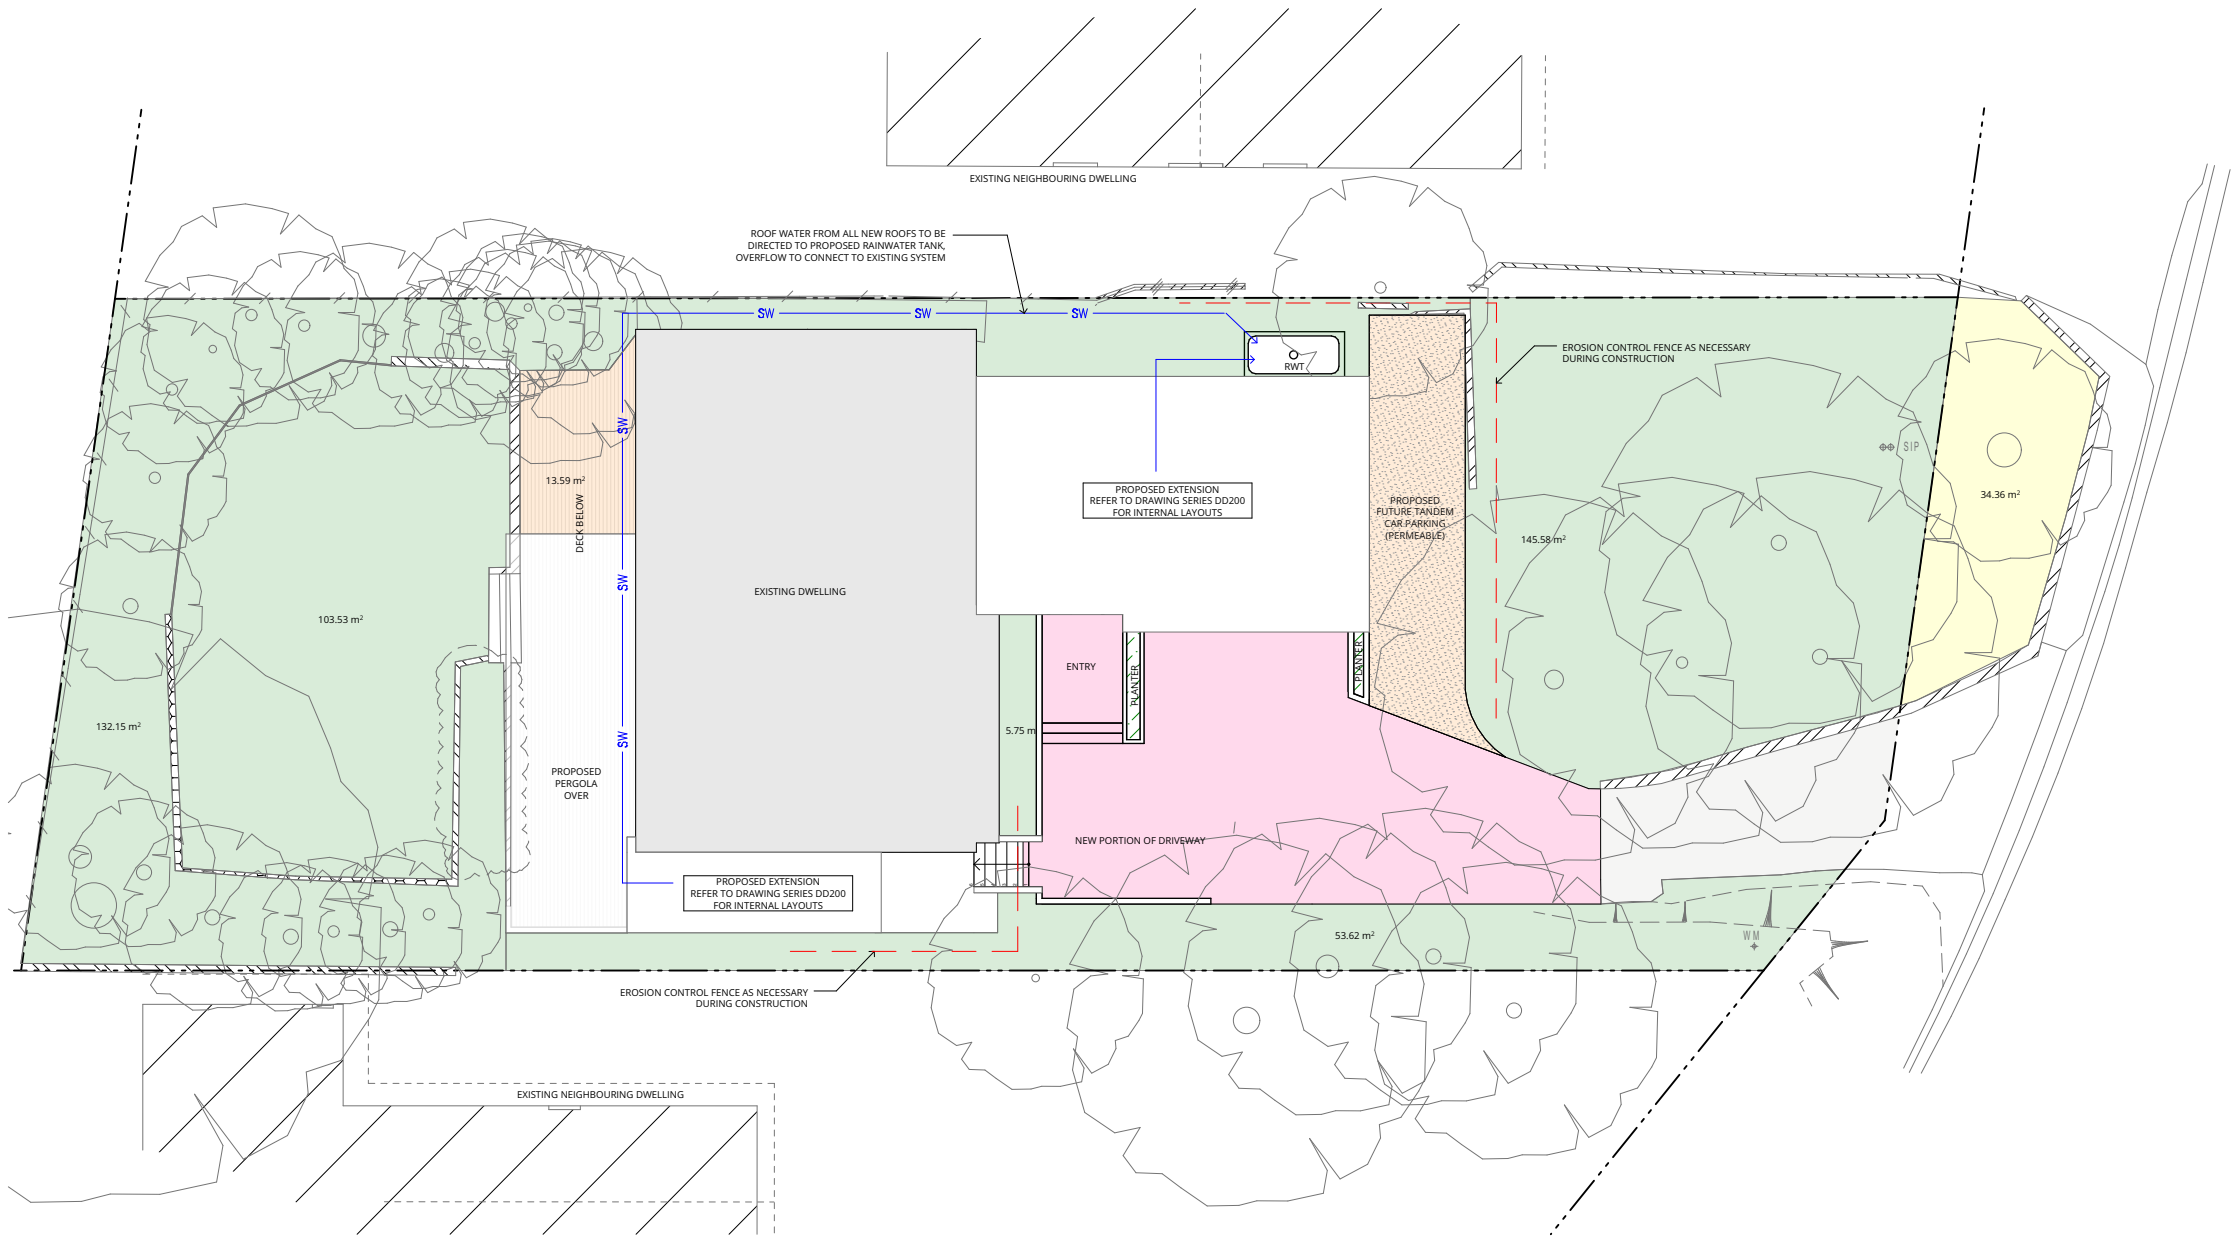 EXISTING NEIGHBOURING DWELLING
ROOF WATER FROM ALL NEW ROOFS TO BE
DIRECTED TO PROPOSED RAINWATER TANK,
OVERFLOW TO CONNECT TO EXISTING SYSTEM
SW
SW
SW
EROSION CONTROL FENCE AS NECESSARY
DURING CONSTRUCTION
RWT
SW
SIP
13.59 m²
DECK BELOW
PROPOSED EXTENSION
REFER TO DRAWING SERIES DD200
FOR INTERNAL LAYOUTS
PROPOSED
FUTURE TANDEM
CAR PARKING
(PERMEABLE)
34.36 m²
145.58 m²
SW
EXISTING DWELLING
103.53 m²
ENTRY
PLANTER
PLANTER
132.15 m²
5.75 m
SW
PROPOSED
PERGOLA
OVER
NEW PORTION OF DRIVEWAY
PROPOSED EXTENSION
REFER TO DRAWING SERIES DD200
FOR INTERNAL LAYOUTS
53.62 m²
WM
EROSION CONTROL FENCE AS NECESSARY
DURING CONSTRUCTION
EXISTING NEIGHBOURING DWELLING